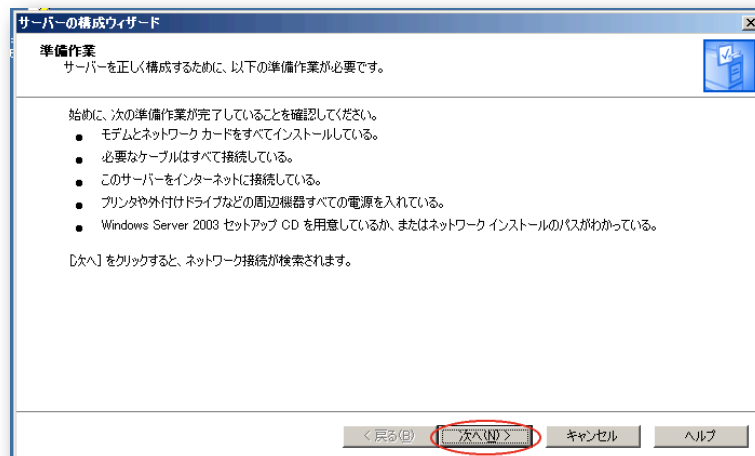 サーバーの構成ウィザード
準備作業
サーバーを正しく構成するために、以下の準備作業が必要です。
始めに、次の準備作業が完了していることを確認してください。
● モデムとネットワーク カードをすべてインストールしている。
● 必要なケーブルはすべて接続している。
● このサーバーをインターネットに接続している。
● プリンタや外付けドライブなどの周辺機器すべての電源を入れている。
● Windows Server 2003 セットアップ CD を用意しているか、またはネットワーク インストールのパスがわかっている。
[次へ] をクリックすると、ネットワーク接続が検索されます。
< 戻る(B) 次へ(N) > キャンセル ヘルプ